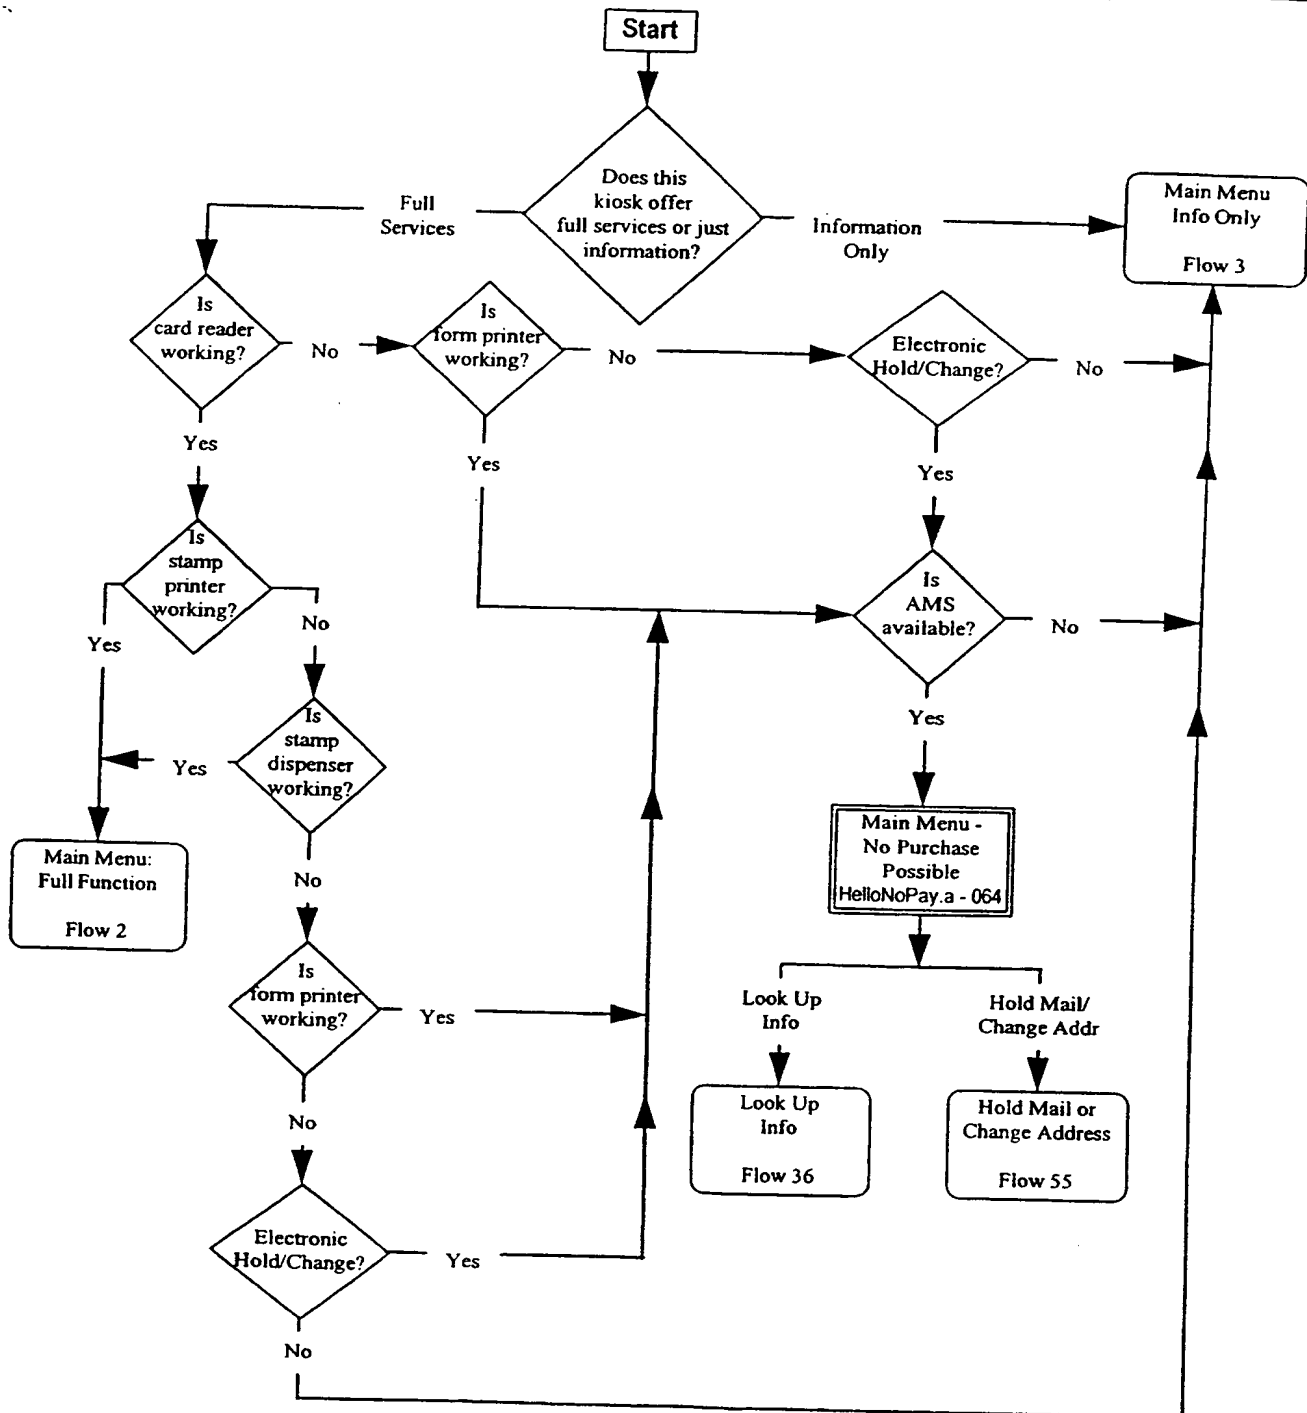 Start
Does this
kiosk offer
full services or just
information?
Full
Services
Information
Only
Main Menu
Info Only
Flow 3
Is
card reader
working?
No
Is
form printer
working?
No
Electronic
Hold/Change?
No
Yes
Yes
Yes
Is
stamp
printer
working?
No
Yes
Is
AMS
available?
No
Yes
Is
stamp
dispenser
working?
Yes
No
Main Menu:
Full Function
Flow 2
Main Menu -
No Purchase
Possible
HelloNoPay.a - 064
Is
form printer
working?
Yes
No
Look Up
Info
Hold Mail/
Change Addr
Look Up
Info
Flow 36
Hold Mail or
Change Address
Flow 55
Electronic
Hold/Change?
Yes
No